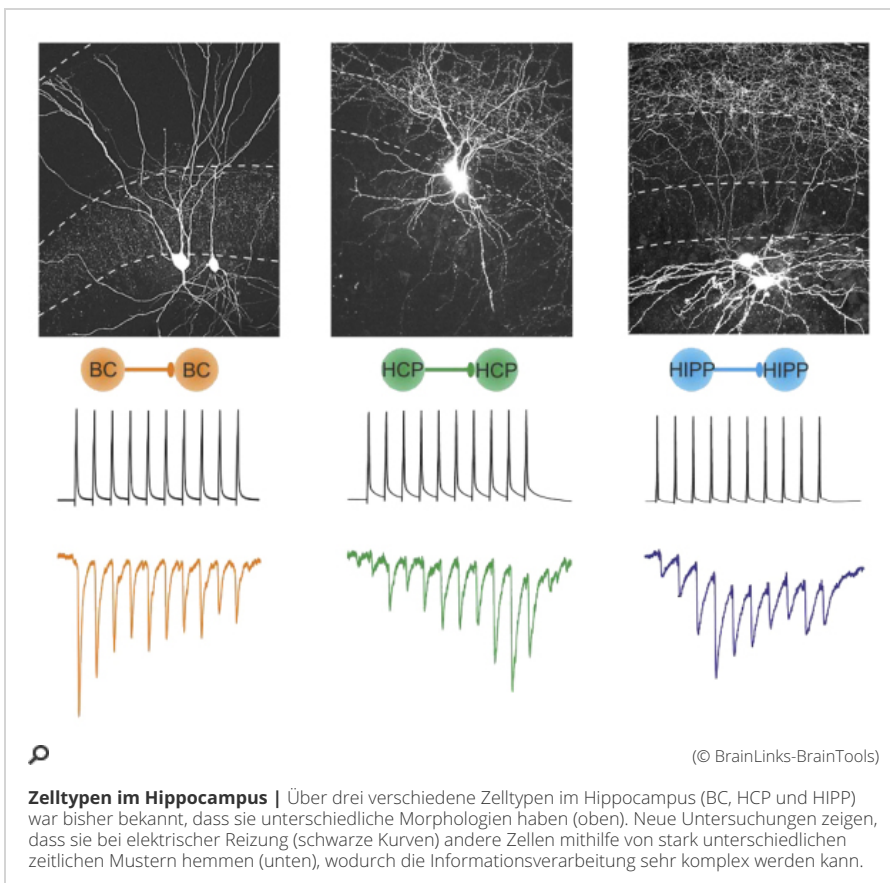 BC BC
HCP HCP
HIPP HIPP
(© BrainLinks-BrainTools)
Zelltypen im Hippocampus | Über drei verschiedene Zelltypen im Hippocampus (BC, HCP und HIPP)
war bisher bekannt, dass sie unterschiedliche Morphologien haben (oben). Neue Untersuchungen zeigen,
dass sie bei elektrischer Reizung (schwarze Kurven) andere Zellen mithilfe von stark unterschiedlichen
zeitlichen Mustern hemmen (unten), wodurch die Informationsverarbeitung sehr komplex werden kann.